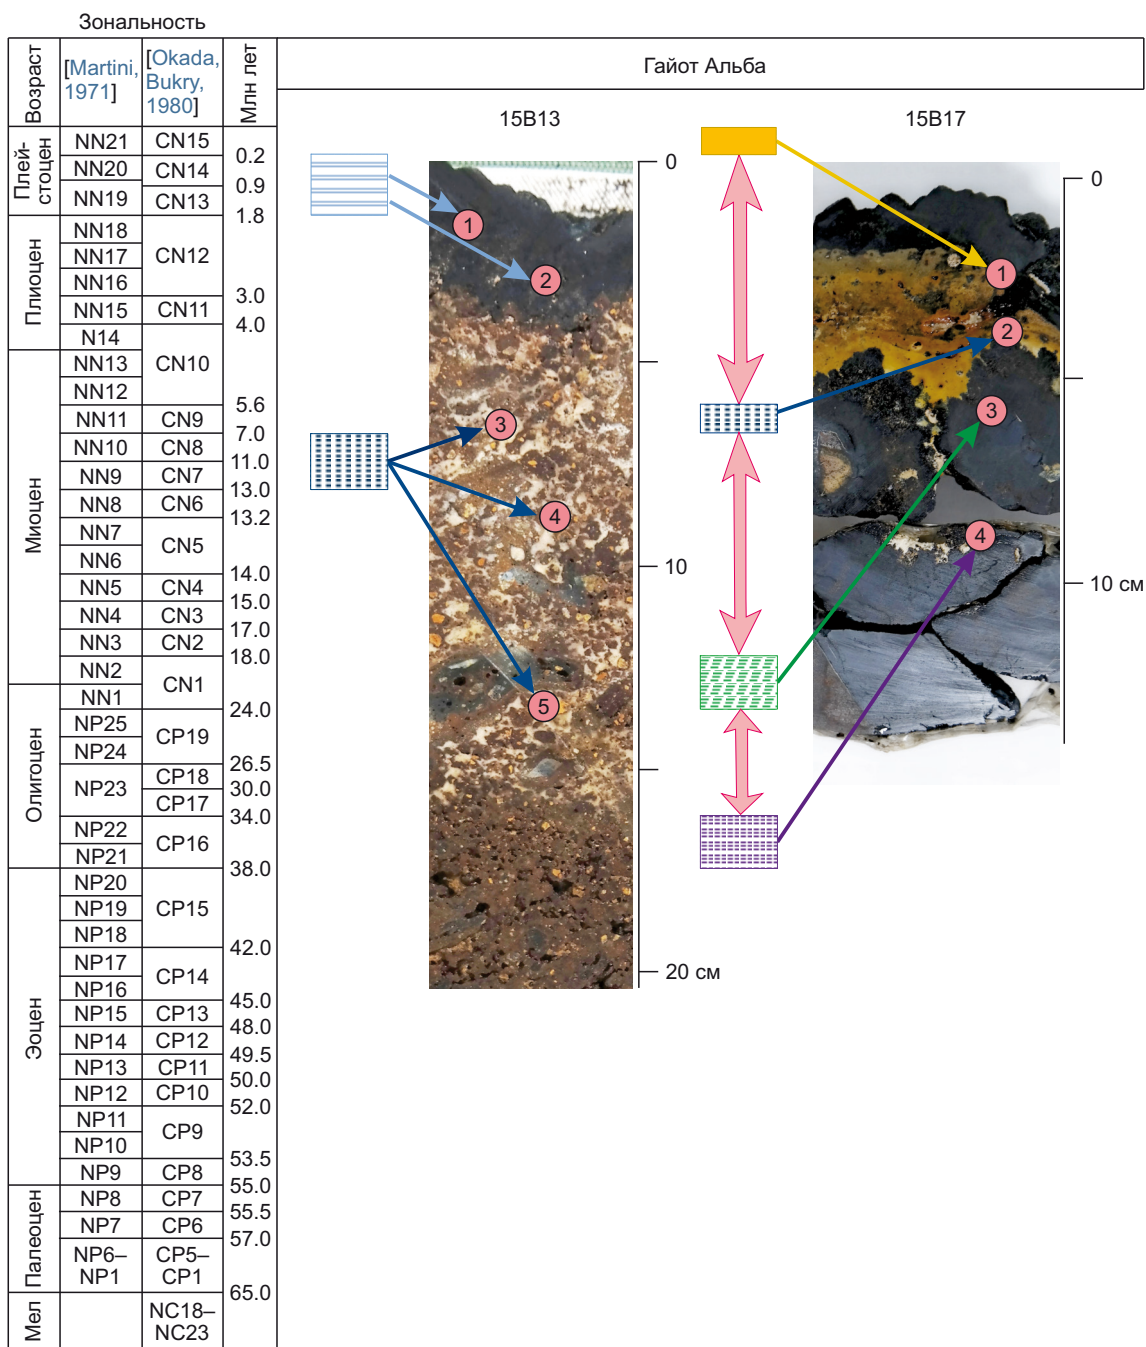 Зональность
Возраст
[Martini,
1971]
[Okada,
Bukry,
1980]
Млн лет
Гайот Альба
15B13
15B17
Плей-
стоцен
Плиоцен
Миоцен
Олигоцен
Эоцен
Палеоцен
Мел
NN21
NN20
NN19
NN18
NN17
NN16
NN15
N14
NN13
NN12
NN11
NN10
NN9
NN8
NN7
NN6
NN5
NN4
NN3
NN2
NN1
NP25
NP24
NP23
NP22
NP21
NP20
NP19
NP18
NP17
NP16
NP15
NP14
NP13
NP12
NP11
NP10
NP9
NP8
NP7
NP6–
NP1
CN15
CN14
CN13
CN12
CN11
CN10
CN9
CN8
CN7
CN6
CN5
CN4
CN3
CN2
CN1
CP19
CP18
CP17
CP16
CP15
CP14
CP13
CP12
CP11
CP10
CP9
CP8
CP7
CP6
CP5–
CP1
NC18–
NC23
0.2
0.9
1.8
3.0
4.0
5.6
7.0
11.0
13.0
13.2
14.0
15.0
17.0
18.0
24.0
26.5
30.0
34.0
38.0
42.0
45.0
48.0
49.5
50.0
52.0
53.5
55.0
55.5
57.0
65.0
1
2
3
4
5
0
10
20 см
1
2
3
4
0
10 см